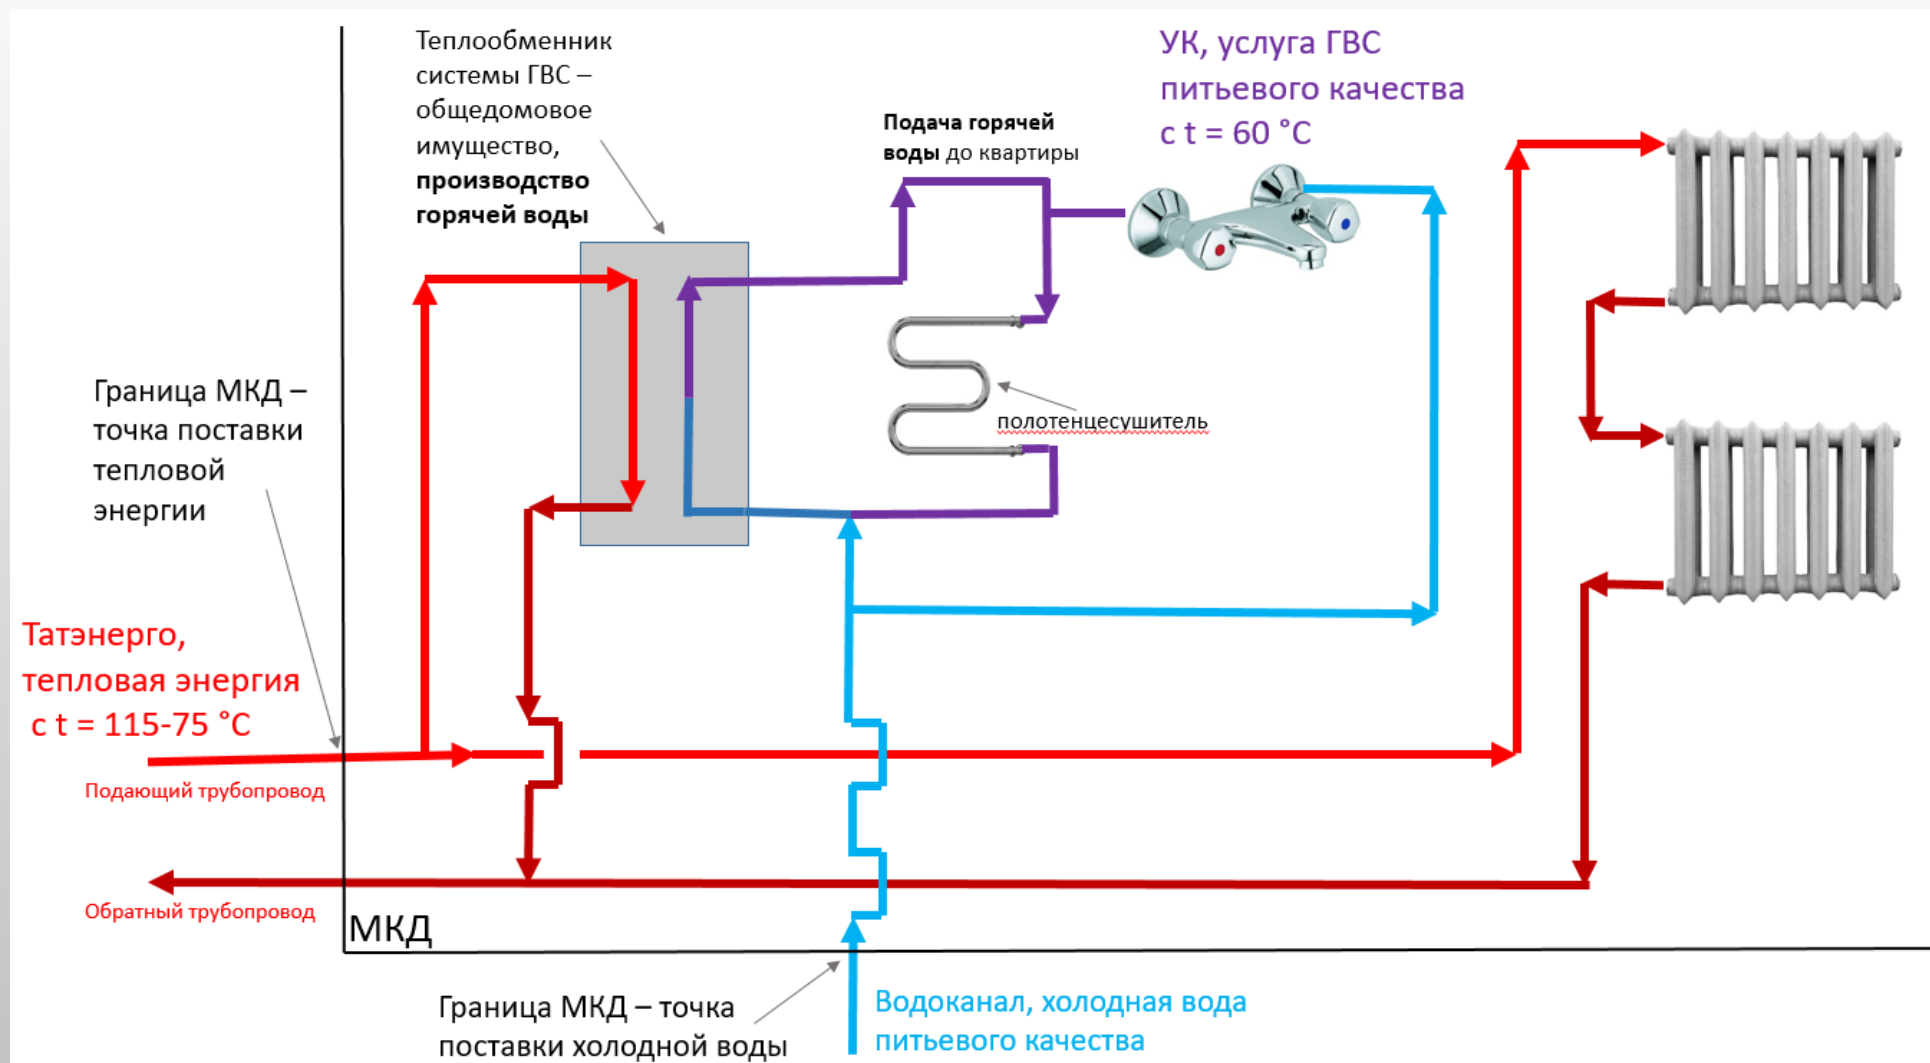 Теплообменник
системы ГВС –
общедомовое
имущество,
производство
горячей воды
Подача горячей
воды до квартиры
УК, услуга ГВС
питьевого качества
с t = 60 °C
полотенцесушитель
Граница МКД –
точка поставки
тепловой
энергии
Татэнерго,
тепловая энергия
с t = 115-75 °C
Подающий трубопровод
Обратный трубопровод
МКД
Граница МКД – точка
поставки холодной воды
Водоканал, холодная вода
питьевого качества